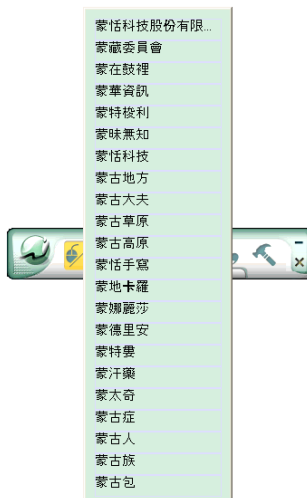 蒙恬科技股份有限...
蒙藏委員會
蒙在鼓裡
蒙華資訊
蒙特梭利
蒙昧無知
蒙恬科技
蒙古地方
蒙古大夫
蒙古草原
蒙古高原
蒙恬手寫
蒙地卡羅
蒙娜麗莎
蒙德里安
蒙特婁
蒙汗藥
蒙太奇
蒙古症
蒙古人
蒙古族
蒙古包